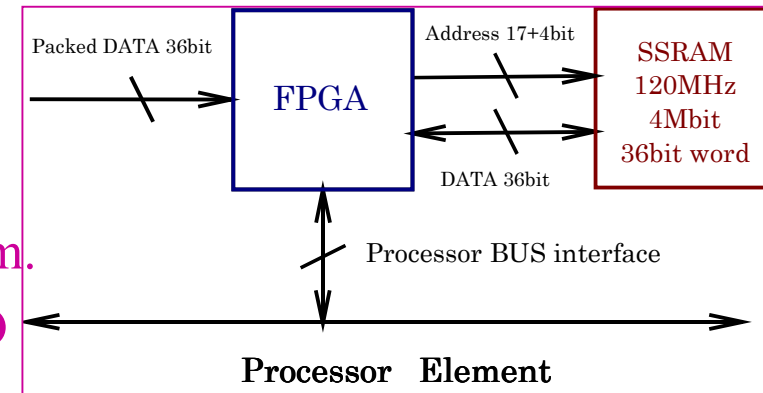 Packed DATA 36bit
FPGA
Address 17+4bit
DATA 36bit
SSRAM
120MHz
4Mbit
36bit word
Processor BUS interface
Processor Element